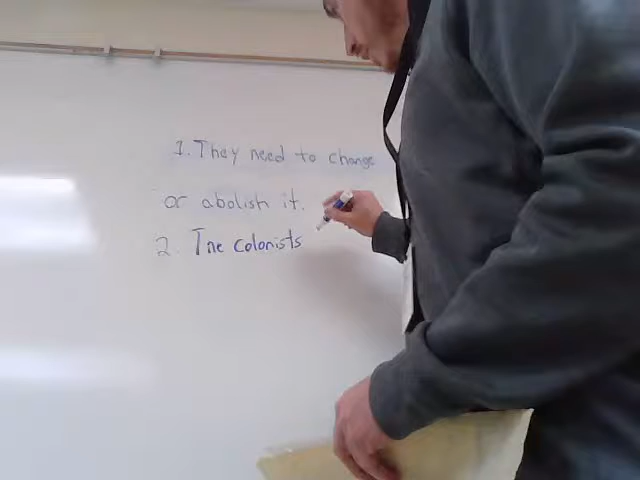 1. They need to change
or abolish it.
2. The colonists